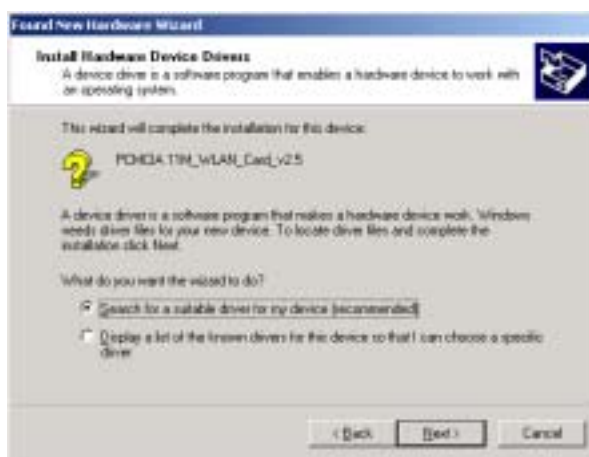 Found New Hardware Wizard
Install Hardware Device Drivers
A device driver is a software program that enables a hardware device to work with
an operating system.
This wizard will complete the installation for this device:
PCMCIA 11M_WLAN_Card_v2.5
A device driver is a software program that makes a hardware device work. Windows
needs driver files for your new device. To locate driver files and complete the
installation click Next.
What do you want the wizard to do?
Search for a suitable driver for my device (recommended)
Display a list of the known drivers for this device so that I can choose a specific
driver
< Back
Next >
Cancel